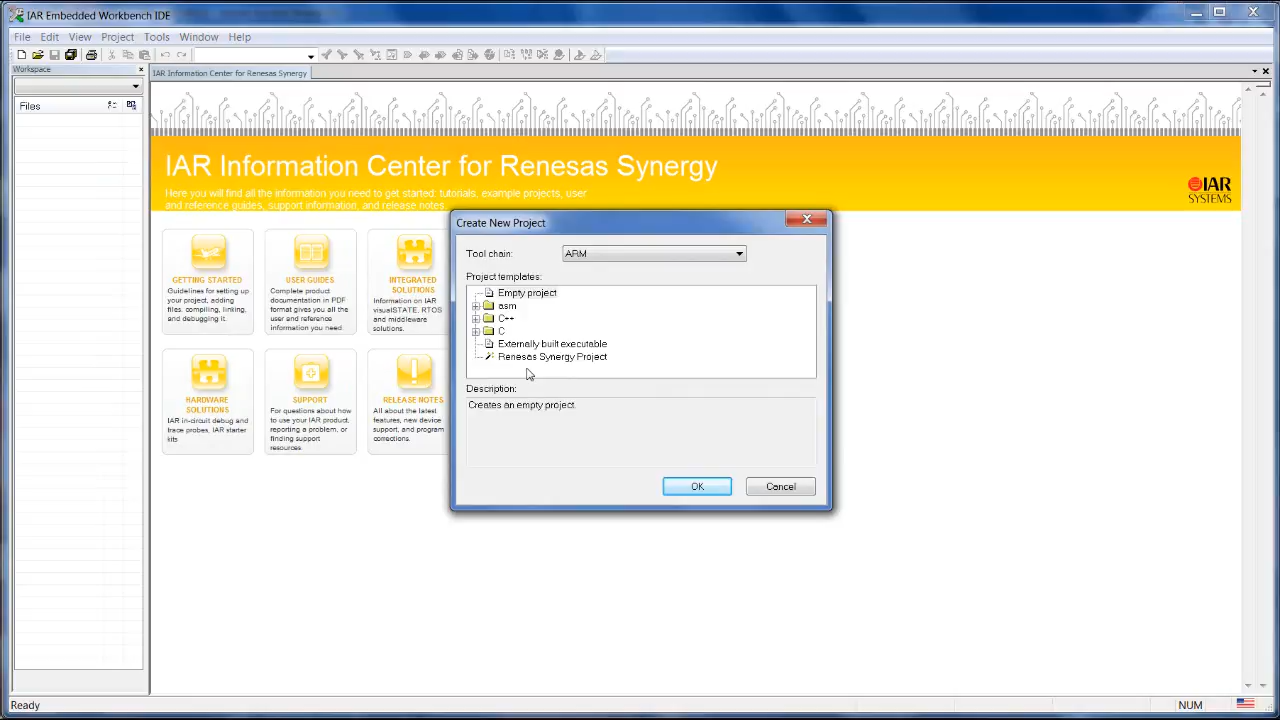 IAR Embedded Workbench IDE
File Edit View Project Tools Window Help
Workspace
IAR Information Center for Renesas Synergy
Files
IAR Information Center for Renesas Synergy
Here you will find all the information you need to get started: tutorials, example projects, user
and reference guides, support information, and release notes.
IAR
SYSTEMS
GETTING STARTED
Guidelines for setting up
your project, adding
files, compiling, linking,
and debugging it.
USER GUIDES
Complete product
documentation in PDF
format gives you all the
user and reference
information you need
INTEGRATED
SOLUTIONS
Information on IAR
visualSTATE, RTOS
and middleware
solutions
HARDWARE
SOLUTIONS
IAR in-circuit debug and
trace probes, IAR starter
kits
SUPPORT
For questions about how
to use your IAR product,
reporting a problem, or
finding support
resources.
RELEASE NOTES
All about the latest
features, new device
support, and program
corrections.
Create New Project
Tool chain: ARM
Project templates:
Empty project
asm
C++
C
Externally built executable
Renesas Synergy Project
Description:
Creates an empty project.
OK Cancel
Ready NUM